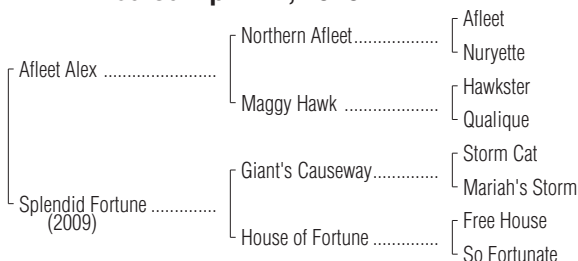 Afleet
Northern Afleet..................
Nuryette
Afleet Alex ........................
Hawkster
Maggy Hawk ....................
Qualique
Storm Cat
Giant's Causeway..............
Mariah's Storm
Splendid Fortune ..............
(2009)
Free House
House of Fortune ..............
So Fortunate